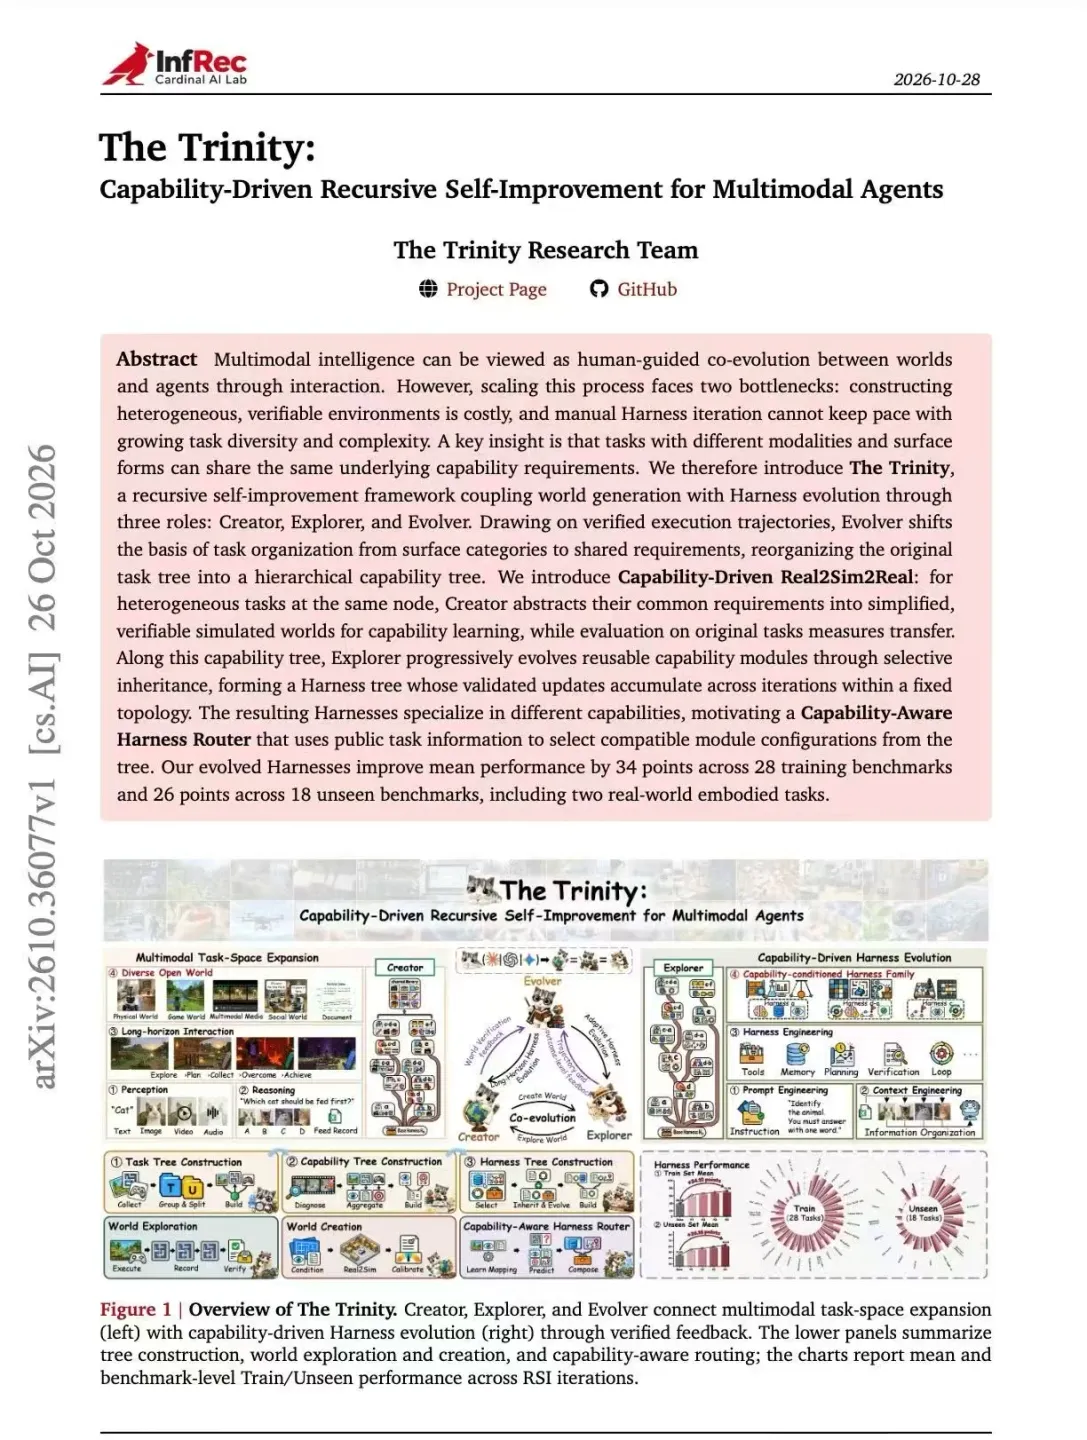 InfRec
Cardinal AI Lab
2026-10-28
The Trinity:
Capability-Driven Recursive Self-Improvement for Multimodal Agents
The Trinity Research Team
Project Page GitHub
Abstract Multimodal intelligence can be viewed as human-guided co-evolution between worlds
and agents through interaction. However, scaling this process faces two bottlenecks: constructing
heterogeneous, verifiable environments is costly, and manual Harness iteration cannot keep pace with
growing task diversity and complexity. A key insight is that tasks with different modalities and surface
forms can share the same underlying capability requirements. We therefore introduce The Trinity,
a recursive self-improvement framework coupling world generation with Harness evolution through
three roles: Creator, Explorer, and Evolver. Drawing on verified execution trajectories, Evolver shifts
the basis of task organization from surface categories to shared requirements, reorganizing the original
task tree into a hierarchical capability tree. We introduce Capability-Driven Real2Sim2Real: for
heterogeneous tasks at the same node, Creator abstracts their common requirements into simplified,
verifiable simulated worlds for capability learning, while evaluation on original tasks measures transfer.
Along this capability tree, Explorer progressively evolves reusable capability modules through selective
inheritance, forming a Harness tree whose validated updates accumulate across iterations within a fixed
topology. The resulting Harnesses specialize in different capabilities, motivating a Capability-Aware
Harness Router that uses public task information to select compatible module configurations from the
tree. Our evolved Harnesses improve mean performance by 34 points across 28 training benchmarks
and 26 points across 18 unseen benchmarks, including two real-world embodied tasks.
arXiv:2610.36077v1 [cs.AI] 26 Oct 2026
The Trinity:
Capability-Driven Recursive Self-Improvement for Multimodal Agents
Multimodal Task-Space Expansion
④ Diverse Open World
Physical World Game World Multimodal Media Social World Document
③ Long-horizon Interaction
Explore Plan Collect Overcome Achieve
① Perception
"Cat"
Text Image Video Audio
② Reasoning
"Which cat should be fed first?"
A B C D Feed Record
Creator
Evolver
World Verification Feedback
Adaptive Harness Evolution
Create World
Co-evolution
Explore World
Creator
Explorer
Explorer
Capability-Driven Harness Evolution
④ Capability-conditioned Harness Family
③ Harness Engineering
Tools Memory Planning Verification Loop
① Prompt Engineering
"Identify
the animal.
You must answer
with one word."
Instruction
② Context Engineering
Information Organization
① Task Tree Construction
Collect Group & Split Build
② Capability Tree Construction
Diagnose Aggregate Build
③ Harness Tree Construction
Select Inherit & Evolve Build
World Exploration
Execute Record Verify
World Creation
Condition Real2Sim Calibrate
Capability-Aware Harness Router
Learn Mapping Predict Compose
Harness Performance
① Train Set Mean
② Unseen Set Mean
Train
(28 Tasks)
Unseen
(18 Tasks)
Figure 1 | Overview of The Trinity. Creator, Explorer, and Evolver connect multimodal task-space expansion
(left) with capability-driven Harness evolution (right) through verified feedback. The lower panels summarize
tree construction, world exploration and creation, and capability-aware routing; the charts report mean and
benchmark-level Train/Unseen performance across RSI iterations.